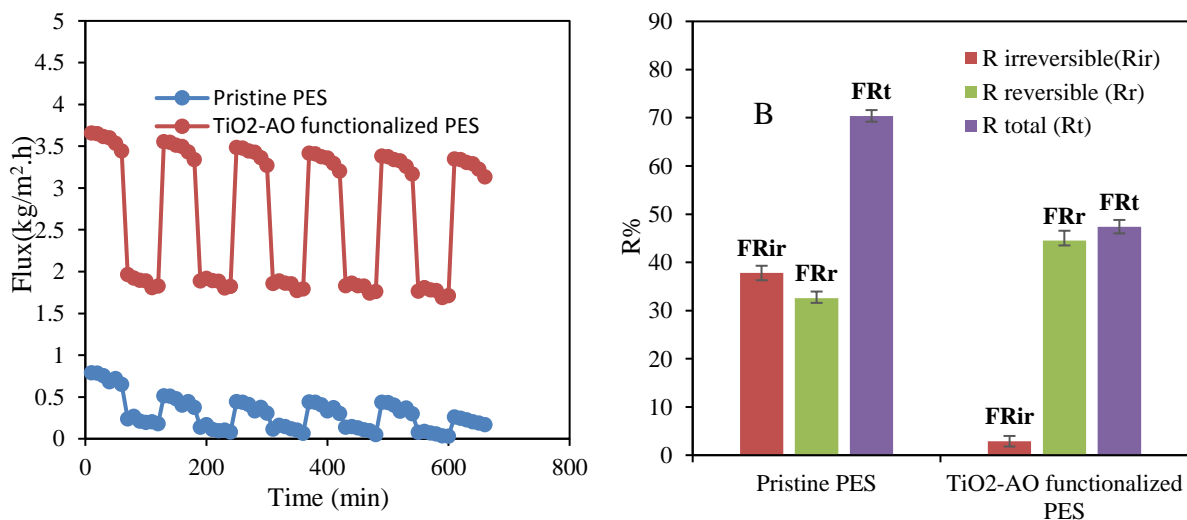 5
4.5
4
3.5
3
2.5
2
1.5
1
0.5
0
Flux(kg/m².h)
Pristine PES
TiO2-AO functionalized PES
0
200
400
600
800
Time (min)
90
80
70
60
50
40
30
20
10
0
R%
B
R irreversible(Rir)
R reversible (Rr)
R total (Rt)
FRir
FRr
FRt
FRir
FRr
FRt
Pristine PES
TiO2-AO functionalized
PES